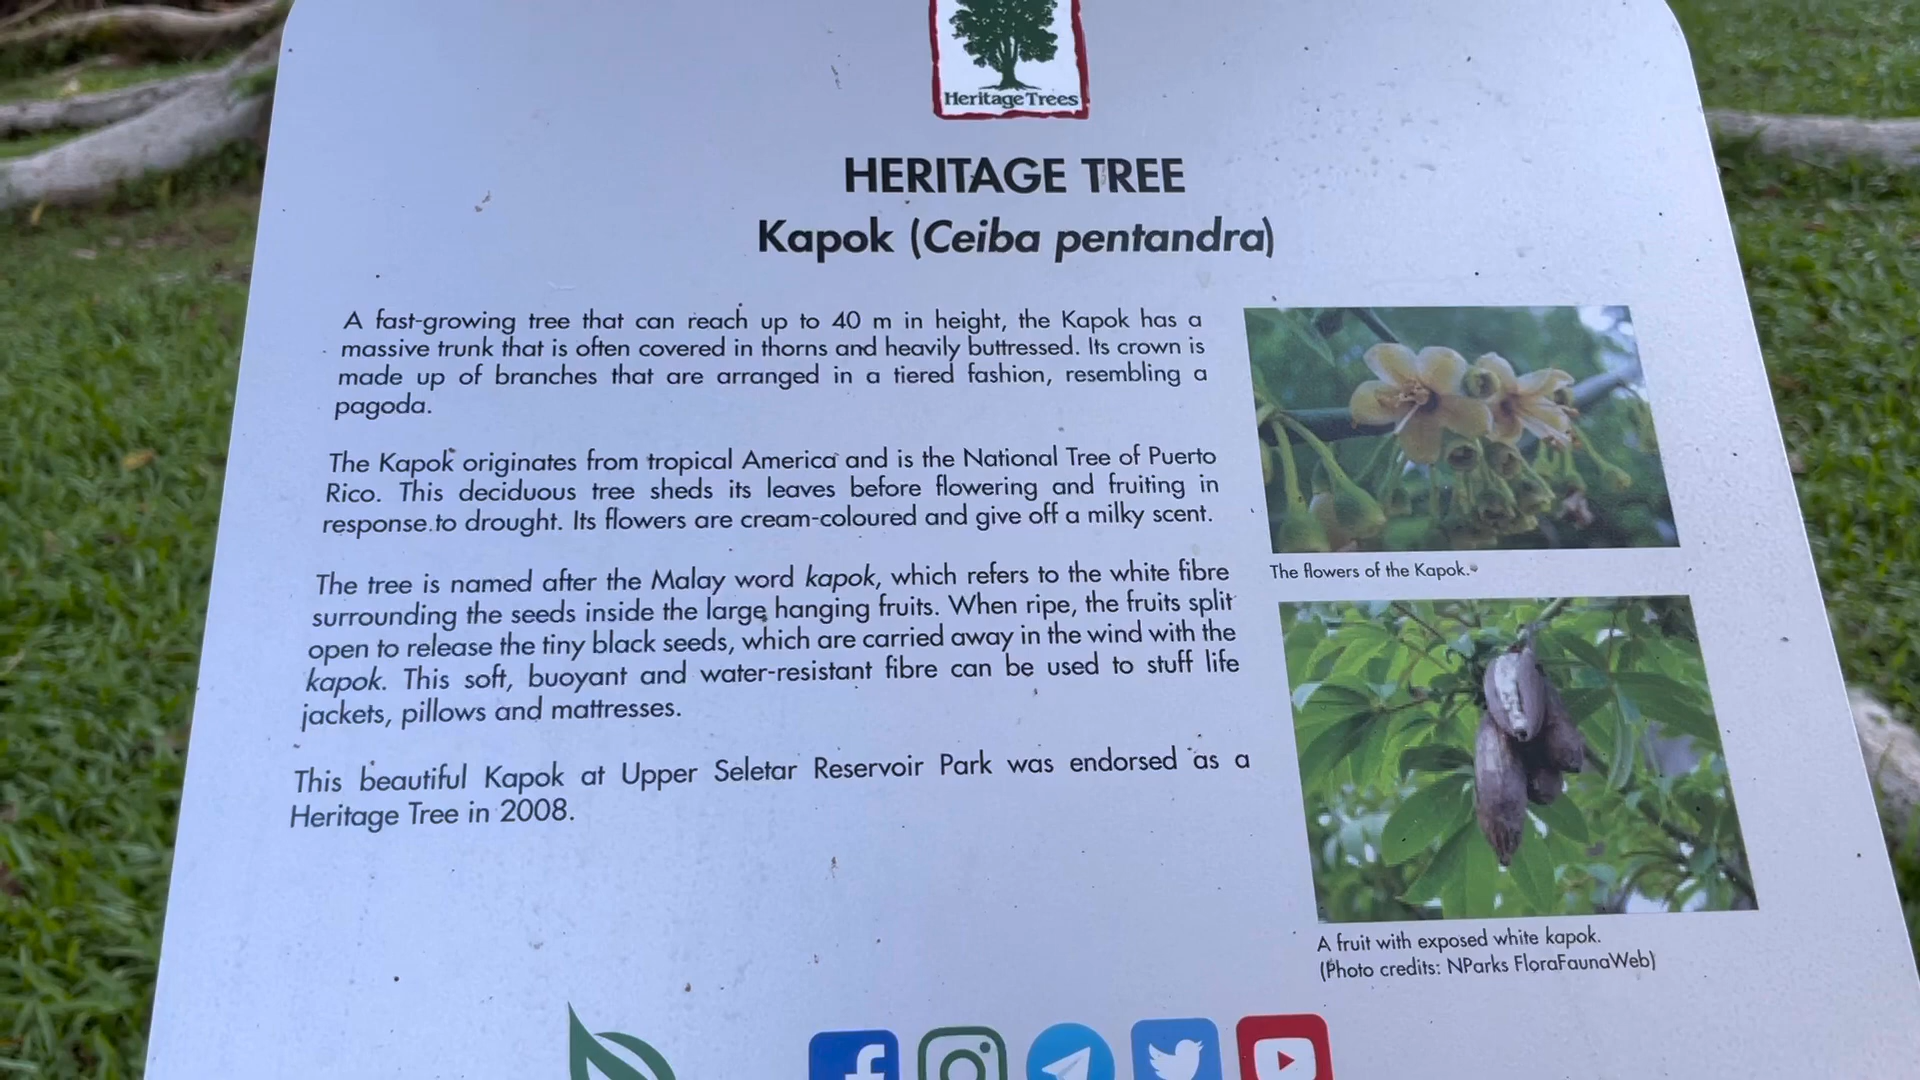 Heritage Trees
HERITAGE TREE
Kapok (Ceiba pentandra)
A fast-growing tree that can reach up to 40 m in height, the Kapok has a
massive trunk that is often covered in thorns and heavily buttressed. Its crown is
made up of branches that are arranged in a tiered fashion, resembling a
pagoda.
The Kapok originates from tropical America and is the National Tree of Puerto
Rico. This deciduous tree sheds its leaves before flowering and fruiting in
response to drought. Its flowers are cream-coloured and give off a milky scent.
The tree is named after the Malay word kapok, which refers to the white fibre
surrounding the seeds inside the large hanging fruits. When ripe, the fruits split
open to release the tiny black seeds, which are carried away in the wind with the
kapok. This soft, buoyant and water-resistant fibre can be used to stuff life
jackets, pillows and mattresses.
This beautiful Kapok at Upper Seletar Reservoir Park was endorsed as a
Heritage Tree in 2008.
The flowers of the Kapok.
A fruit with exposed white kapok.
(Photo credits: NParks FloraFaunaWeb)